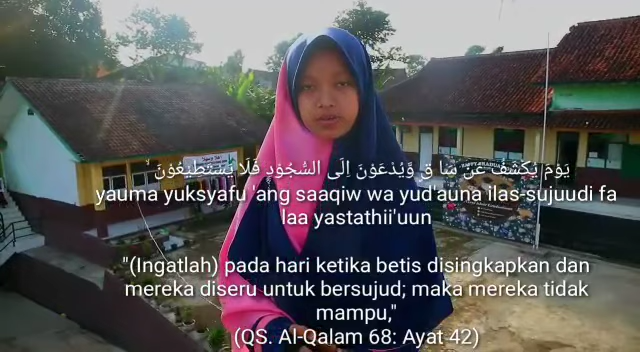 يَوْمَ يُكْشَفُ عَنْ سَا قٍ وَّيُدْعَوْنَ اِلَى السُّجُوْدِ فَلَا يَسْتَطِيْعُوْنَ ۙ
yauma yuksyafu 'ang saaqiw wa yud'auna ilas-sujuudi fa
laa yastathii'uun
"(Ingatlah) pada hari ketika betis disingkapkan dan
mereka diseru untuk bersujud; maka mereka tidak
mampu,"
(QS. Al-Qalam 68: Ayat 42)